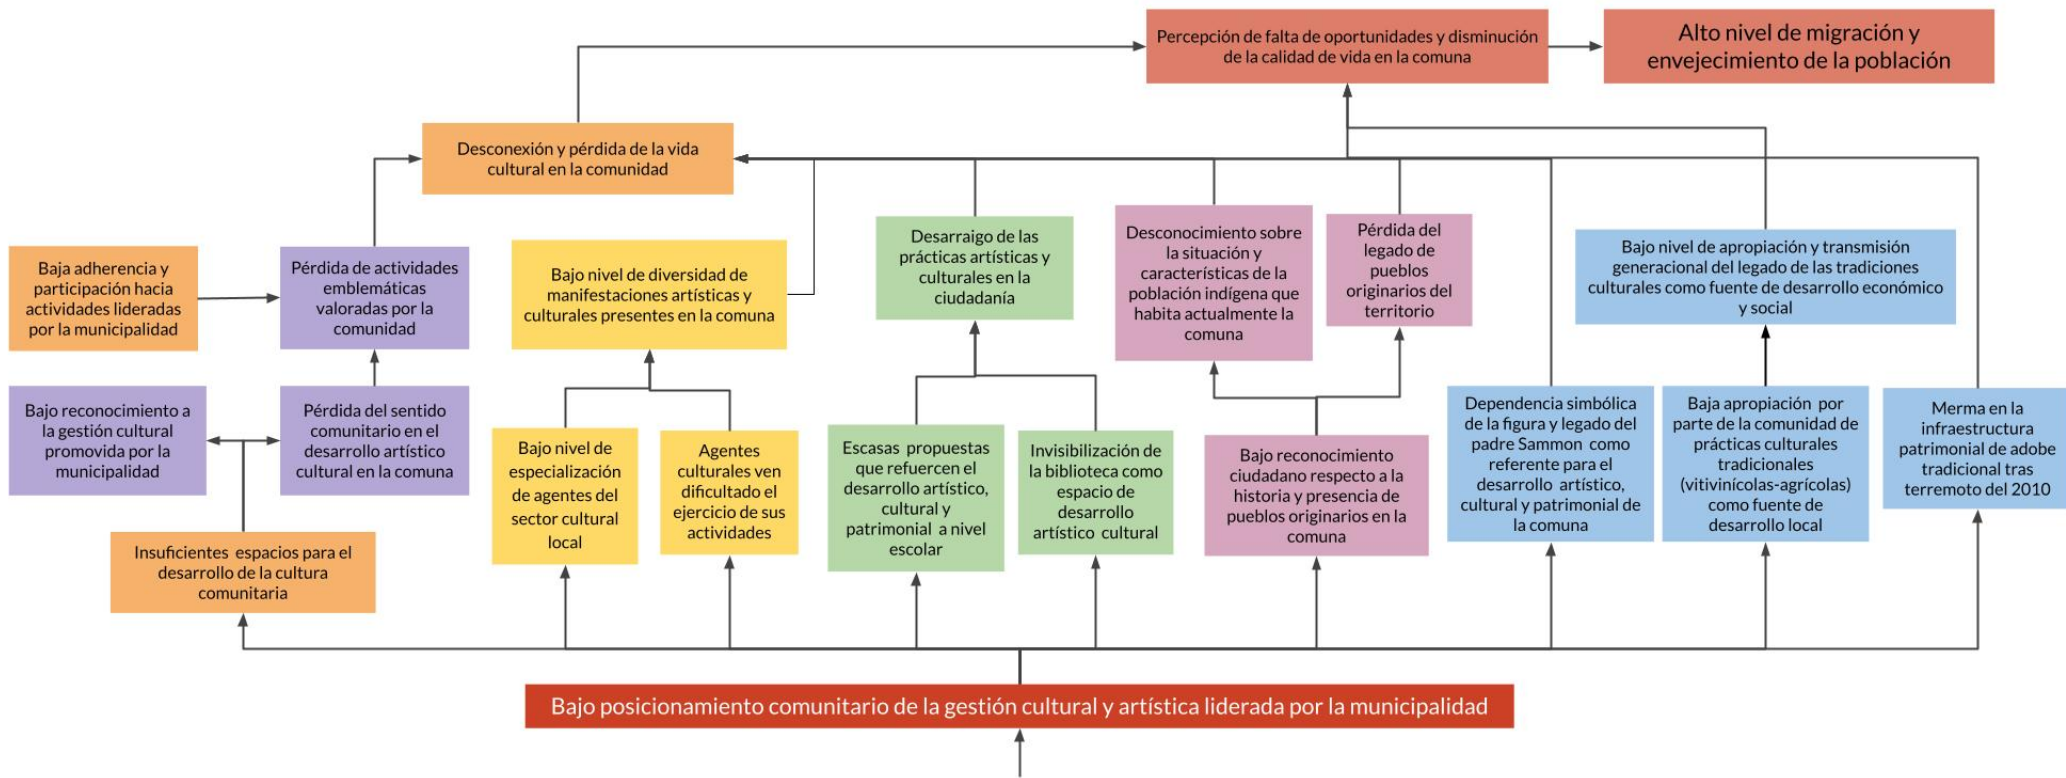 Percepción de falta de oportunidades y disminución
de la calidad de vida en la comuna
Alto nivel de migración y
envejecimiento de la población
Desconexión y pérdida de la vida
cultural en la comunidad
Baja adherencia y
participación hacia
actividades lideradas
por la municipalidad
Pérdida de actividades
emblemáticas
valoradas por la
comunidad
Bajo nivel de diversidad de
manifestaciones artísticas y
culturales presentes en la comuna
Desarraigo de las
prácticas artísticas y
culturales en la
ciudadanía
Desconocimiento sobre
la situación y
características de la
población indígena que
habita actualmente la
comuna
Pérdida del
legado de
pueblos
originarios del
territorio
Bajo nivel de apropiación y transmisión
generacional del legado de las tradiciones
culturales como fuente de desarrollo económico
y social
Bajo reconocimiento a
la gestión cultural
promovida por la
municipalidad
Pérdida del sentido
comunitario en el
desarrollo artístico
cultural en la comuna
Bajo nivel de
especialización
de agentes del
sector cultural
local
Agentes
culturales ven
dificultado el
ejercicio de sus
actividades
Escasas propuestas
que refuercen el
desarrollo artístico,
cultural y
patrimonial a nivel
escolar
Invisibilización de
la biblioteca como
espacio de
desarrollo
artístico cultural
Bajo reconocimiento
ciudadano respecto a la
historia y presencia de
pueblos originarios en la
comuna
Dependencia simbólica
de la figura y legado del
padre Sammon como
referente para el
desarrollo artístico,
cultural y patrimonial de
la comuna
Baja apropiación por
parte de la comunidad de
prácticas culturales
tradicionales
(vitivinícolas-agrícolas)
como fuente de
desarrollo local
Merma en la
infraestructura
patrimonial de adobe
tradicional tras
terremoto del 2010
Insuficientes espacios para el
desarrollo de la cultura
comunitaria
Bajo posicionamiento comunitario de la gestión cultural y artística liderada por la municipalidad